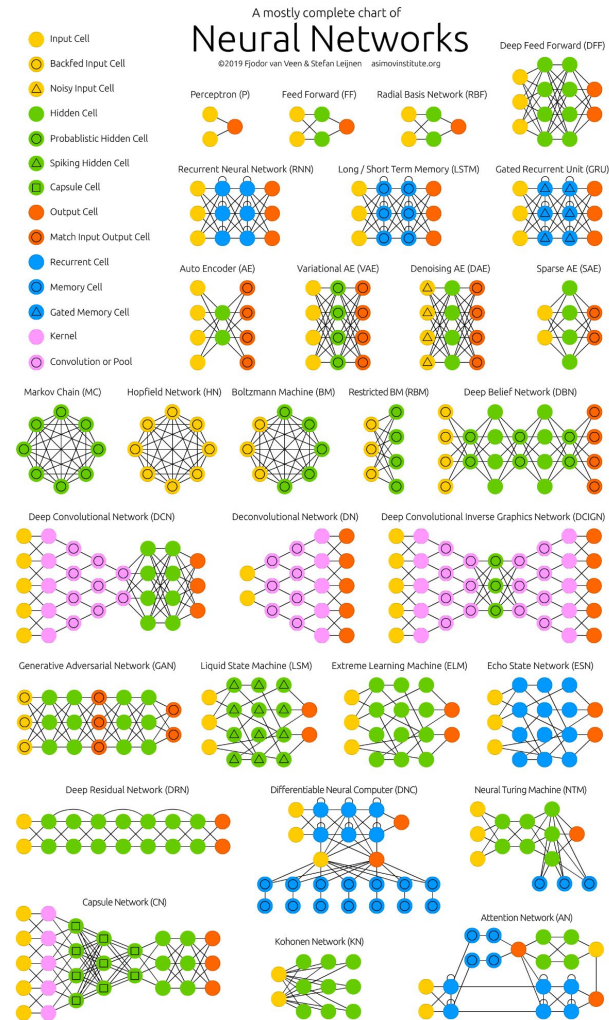 A mostly complete chart of
Neural Networks
©2019 Fjodor van Veen & Stefan Leijnen asimovinstitute.org
Input Cell
Backfed Input Cell
Noisy Input Cell
Hidden Cell
Probablistic Hidden Cell
Spiking Hidden Cell
Capsule Cell
Output Cell
Match Input Output Cell
Recurrent Cell
Memory Cell
Gated Memory Cell
Kernel
Convolution or Pool
Deep Feed Forward (DFF)
Perceptron (P)
Feed Forward (FF)
Radial Basis Network (RBF)
Recurrent Neural Network (RNN)
Long / Short Term Memory (LSTM)
Gated Recurrent Unit (GRU)
Auto Encoder (AE)
Variational AE (VAE)
Denoising AE (DAE)
Sparse AE (SAE)
Markov Chain (MC)
Hopfield Network (HN)
Boltzmann Machine (BM)
Restricted BM (RBM)
Deep Belief Network (DBN)
Deep Convolutional Network (DCN)
Deconvolutional Network (DN)
Deep Convolutional Inverse Graphics Network (DCIGN)
Generative Adversarial Network (GAN)
Liquid State Machine (LSM)
Extreme Learning Machine (ELM)
Echo State Network (ESN)
Deep Residual Network (DRN)
Differentiable Neural Computer (DNC)
Neural Turing Machine (NTM)
Capsule Network (CN)
Kohonen Network (KN)
Attention Network (AN)